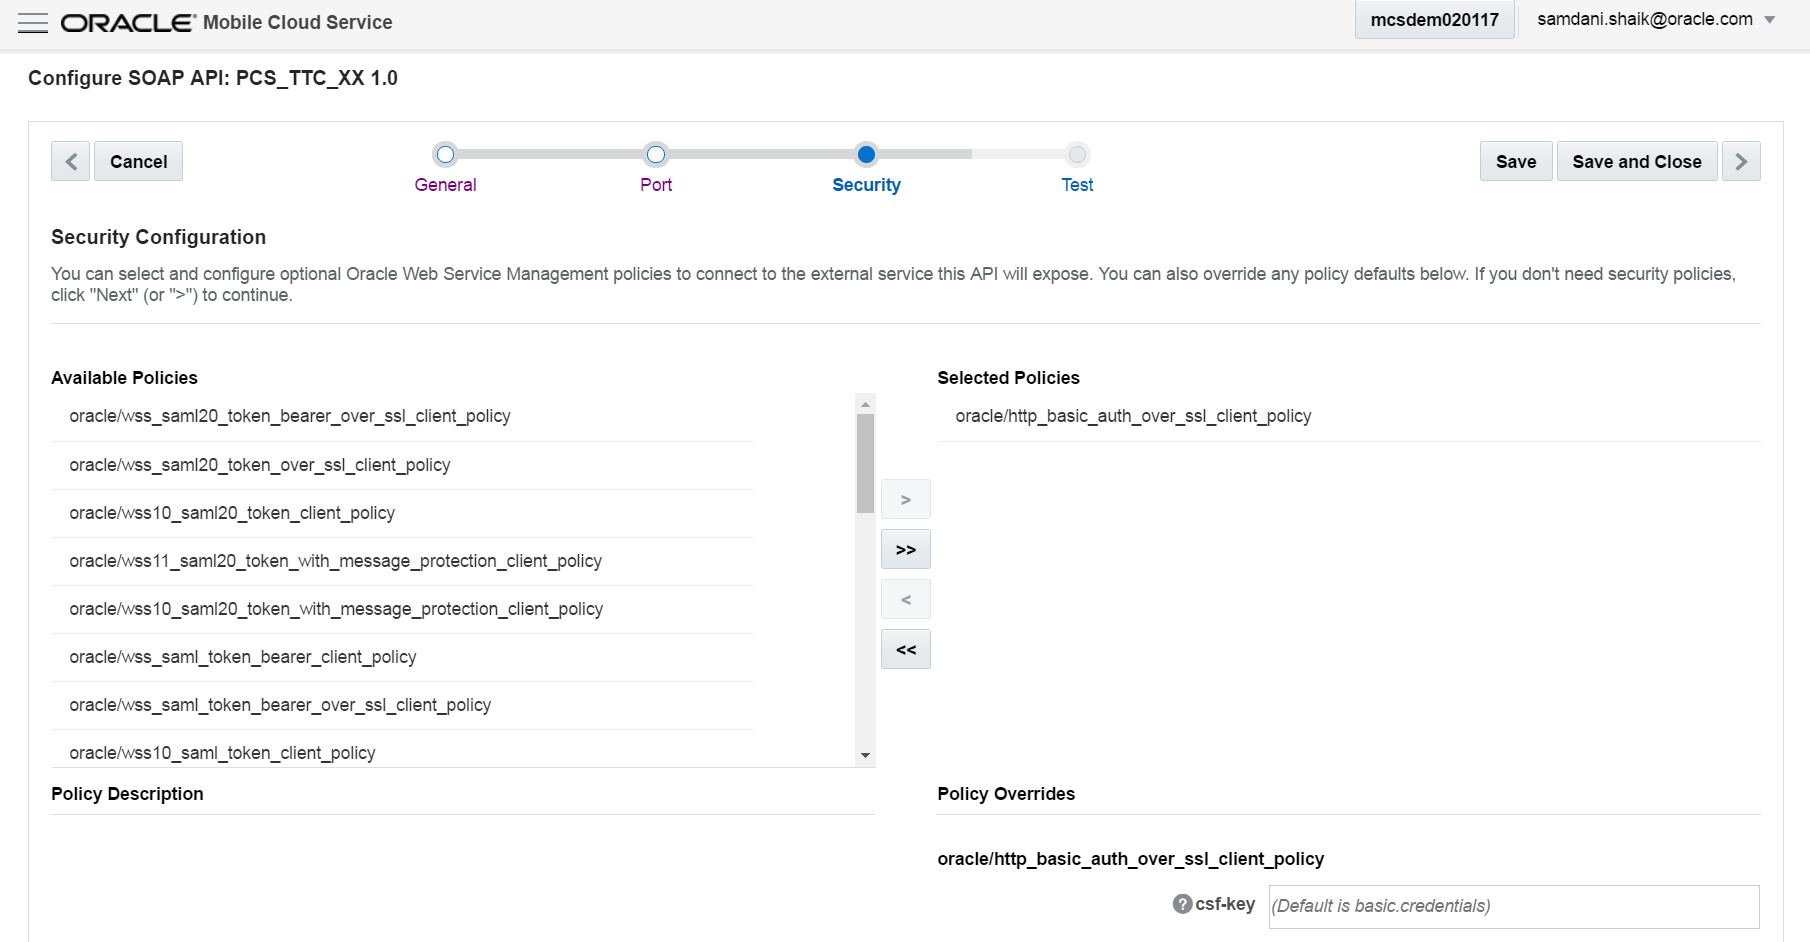 ORACLE Mobile Cloud Service
mcsdem020117
samdani.shaik@oracle.com
Configure SOAP API: PCS_TTC_XX 1.0
Cancel
General
Port
Security
Test
Save
Save and Close
Security Configuration
You can select and configure optional Oracle Web Service Management policies to connect to the external service this API will expose. You can also override any policy defaults below. If you don't need security policies,
click "Next" (or ">") to continue.
Available Policies
oracle/wss_saml20_token_bearer_over_ssl_client_policy
oracle/wss_saml20_token_over_ssl_client_policy
oracle/wss10_saml20_token_client_policy
oracle/wss11_saml20_token_with_message_protection_client_policy
oracle/wss10_saml20_token_with_message_protection_client_policy
oracle/wss_saml_token_bearer_client_policy
oracle/wss_saml_token_bearer_over_ssl_client_policy
oracle/wss10_saml_token_client_policy
>
>>
<
<<
Selected Policies
oracle/http_basic_auth_over_ssl_client_policy
Policy Description
Policy Overrides
oracle/http_basic_auth_over_ssl_client_policy
? csf-key
(Default is basic.credentials)